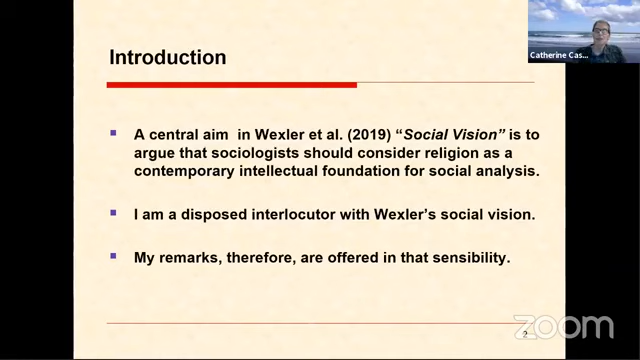 Catherine Cas...
Introduction
A central aim in Wexler et al. (2019) “Social Vision” is to
argue that sociologists should consider religion as a
contemporary intellectual foundation for social analysis.
I am a disposed interlocutor with Wexler’s social vision.
My remarks, therefore, are offered in that sensibility.
2
zoom